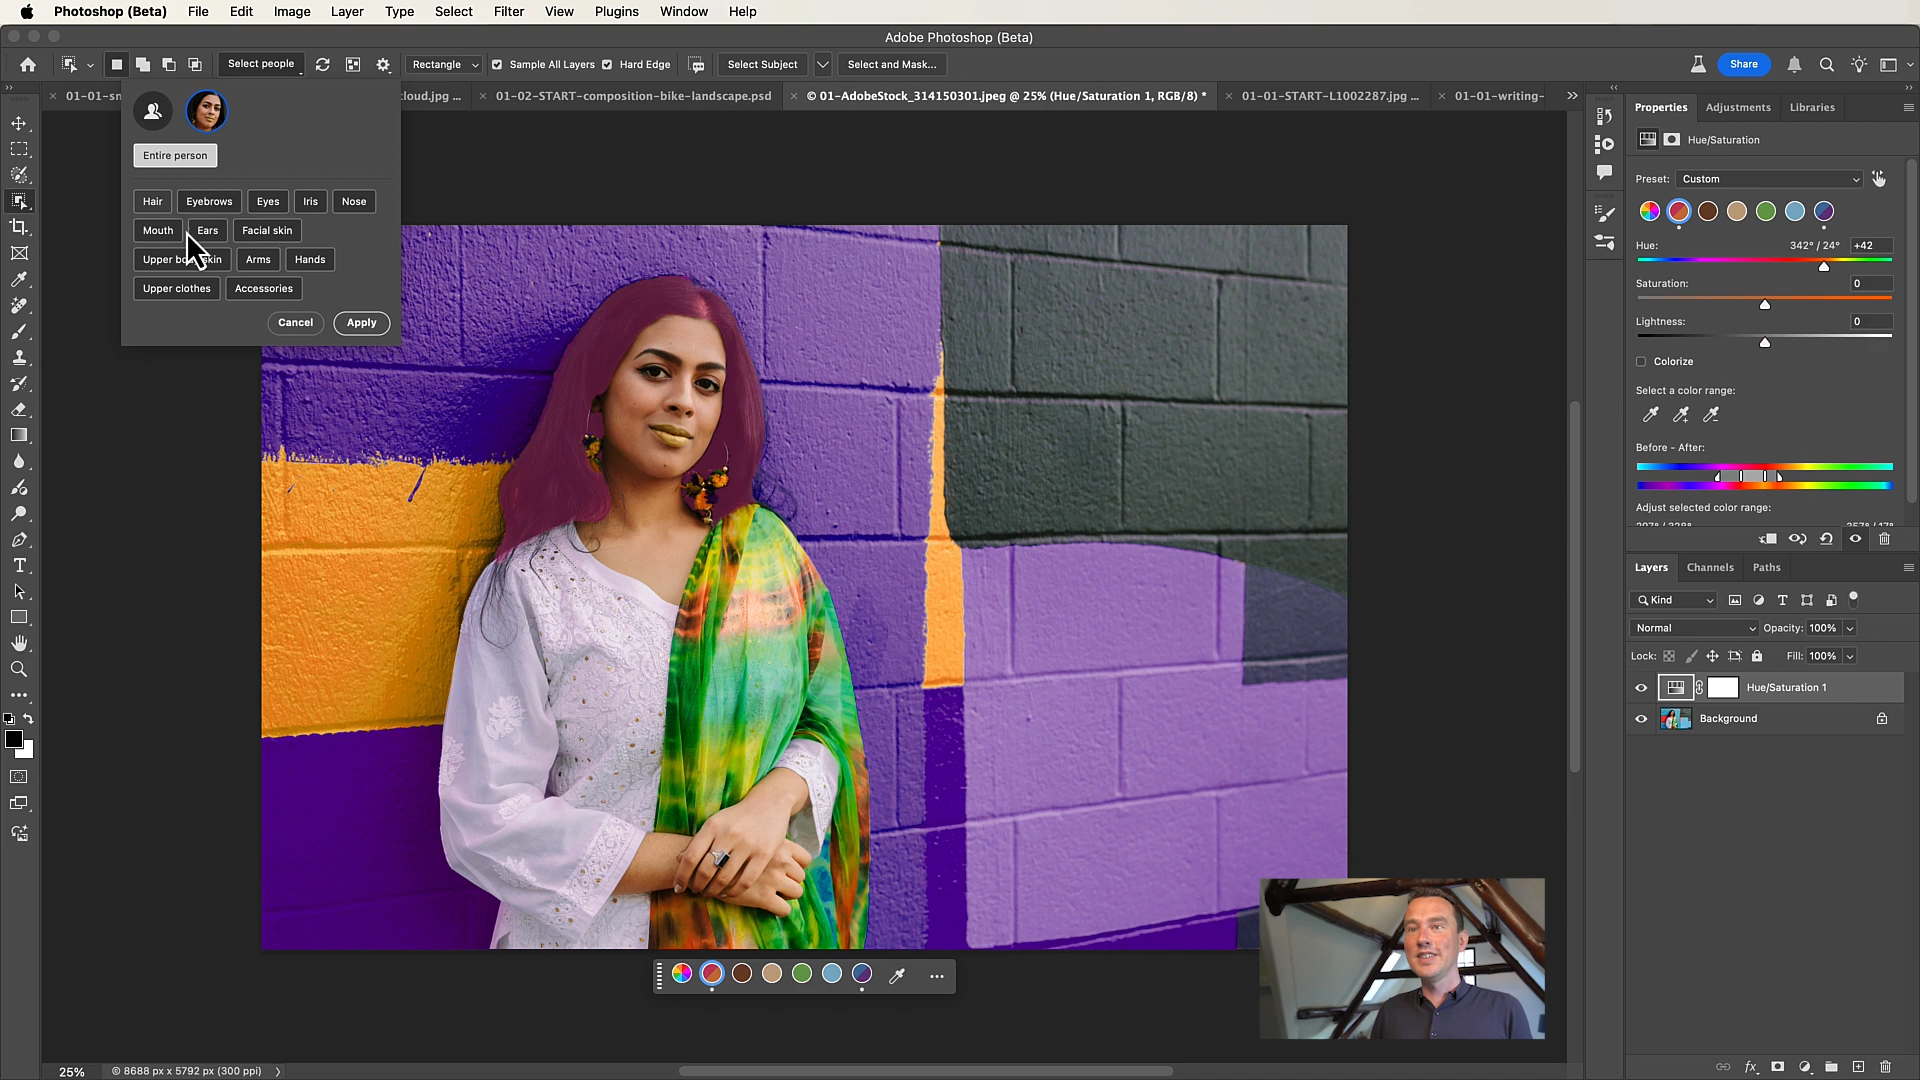 Photoshop (Beta) File Edit Image Layer Type Select Filter View Plugins Window Help
Adobe Photoshop (Beta)
Select people Rectangle Sample All Layers Hard Edge Select Subject Select and Mask... Share
01-01-sn cloud.jpg ... 01-02-START-composition-bike-landscape.psd © 01-AdobeStock_314150301.jpeg @ 25% (Hue/Saturation 1, RGB/8) * 01-01-START-L1002287.jpg ... 01-01-writing-
Entire person
Hair Eyebrows Eyes Iris Nose
Mouth Ears Facial skin
Upper bo skin Arms Hands
Upper clothes Accessories
Cancel Apply
Properties Adjustments Libraries
Hue/Saturation
Preset: Custom
Hue: 342° / 24° +42
Saturation: 0
Lightness: 0
Colorize
Select a color range:
Before - After:
Adjust selected color range:
Layers Channels Paths
Kind
Normal Opacity: 100%
Lock: Fill: 100%
Hue/Saturation 1
Background
25% © 8688 px x 5792 px (300 ppi)